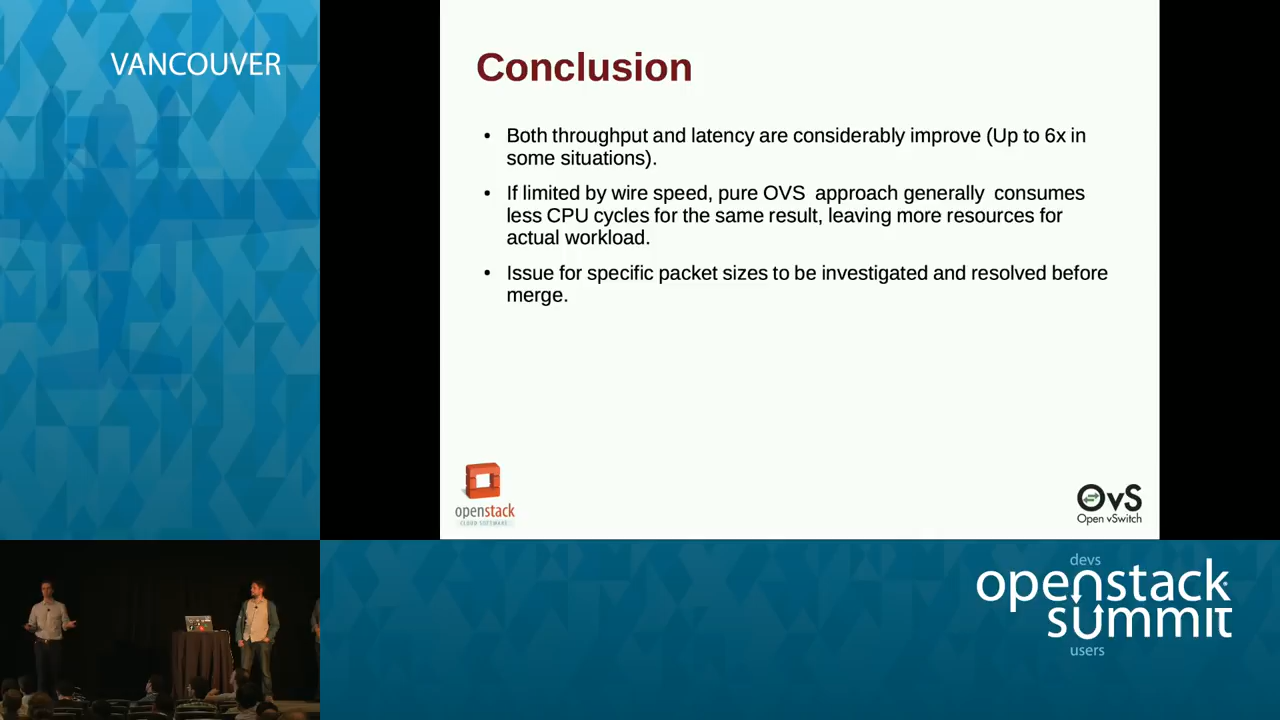 VANCOUVER
Conclusion
• Both throughput and latency are considerably improve (Up to 6x in
some situations).
• If limited by wire speed, pure OVS approach generally consumes
less CPU cycles for the same result, leaving more resources for
actual workload.
• Issue for specific packet sizes to be investigated and resolved before
merge.
openstack
CLOUD SOFTWARE
OvS
Open vSwitch
devs
openstack
summit
users